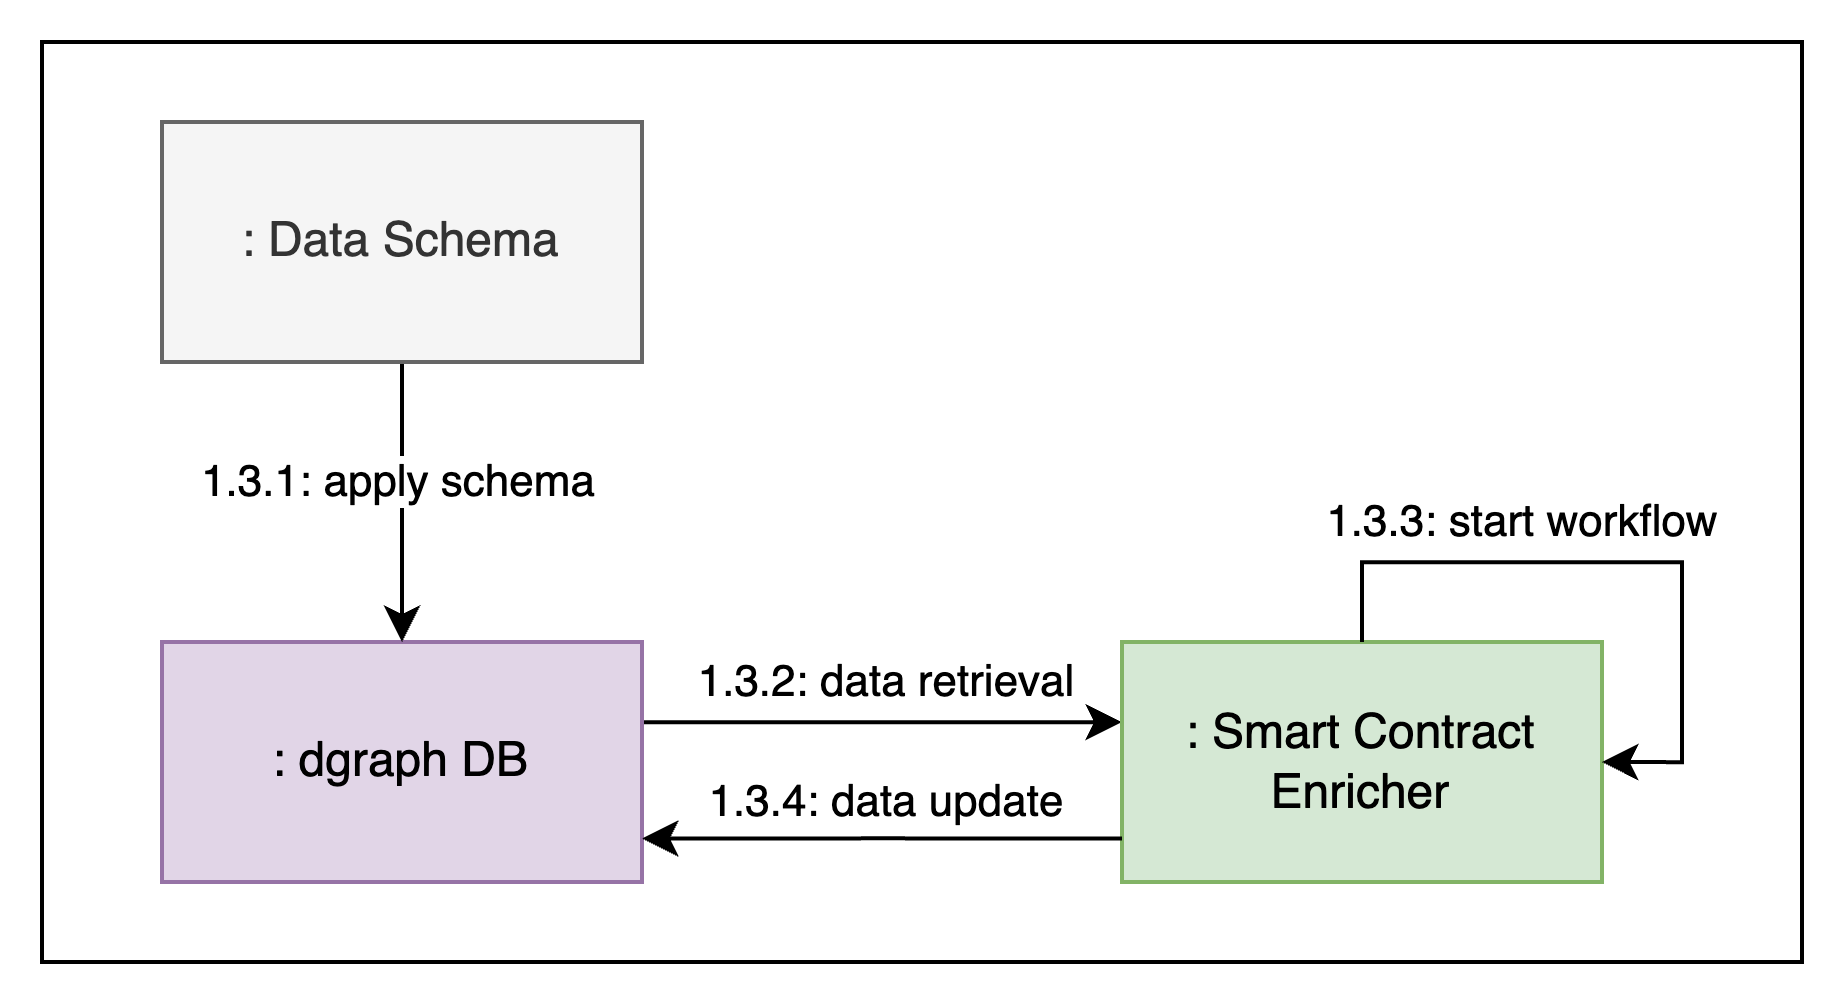 : Data Schema
1.3.1: apply schema
1.3.3: start workflow
1.3.2: data retrieval
: dgraph DB
: Smart Contract
Enricher
1.3.4: data update